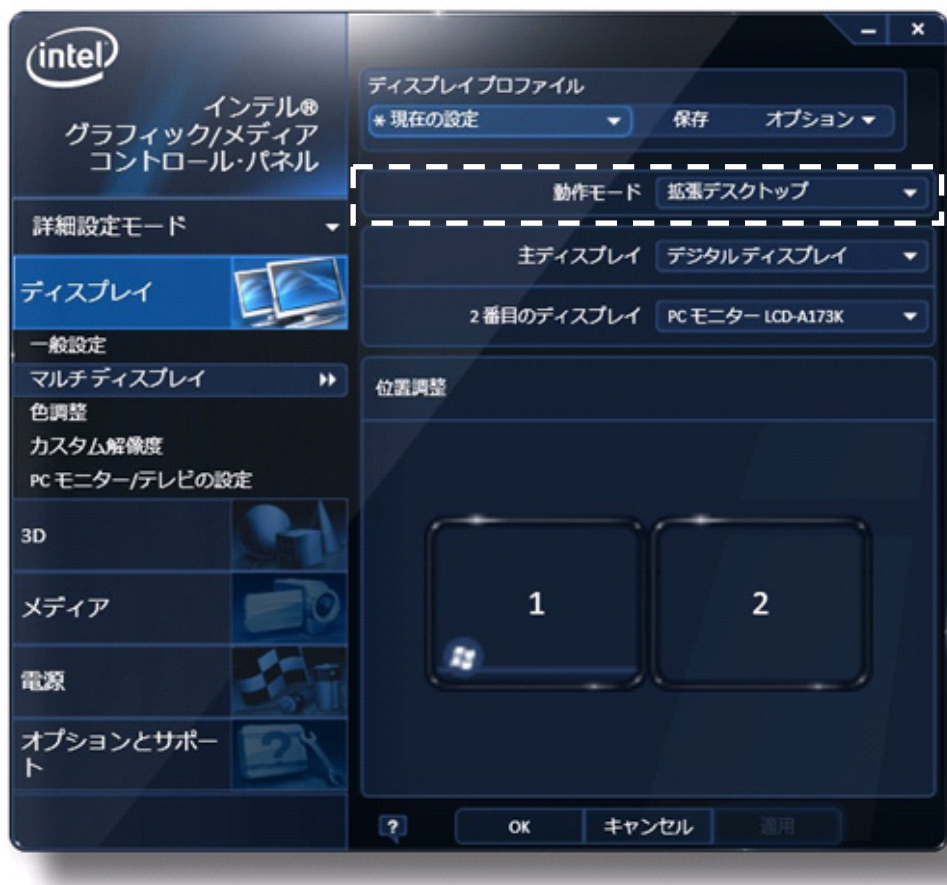 intel
インテル®
グラフィック/メディア
コントロール・パネル
詳細設定モード
ディスプレイ
一般設定
マルチディスプレイ
色調整
カスタム解像度
PC モニター/テレビの設定
3D
メディア
電源
オプションとサポー
ト
ディスプレイプロファイル
* 現在の設定
保存
オプション
動作モード 拡張デスクトップ
主ディスプレイ デジタルディスプレイ
2 番目のディスプレイ PC モニター LCD-A173K
位置調整
1
2
?
OK
キャンセル
適用